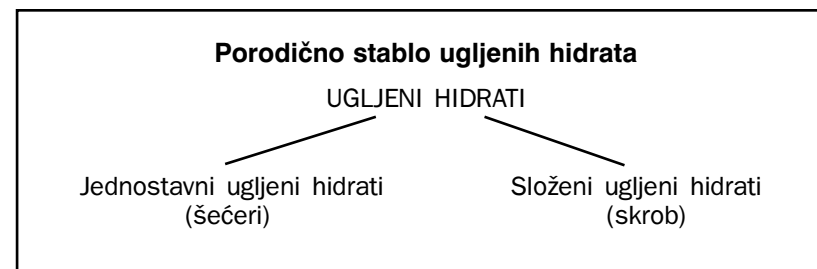 Porodično stablo ugljenih hidrata
UGLJENI HIDRATI
Jednostavni ugljeni hidrati
(šećeri)
Složeni ugljeni hidrati
(skrob)